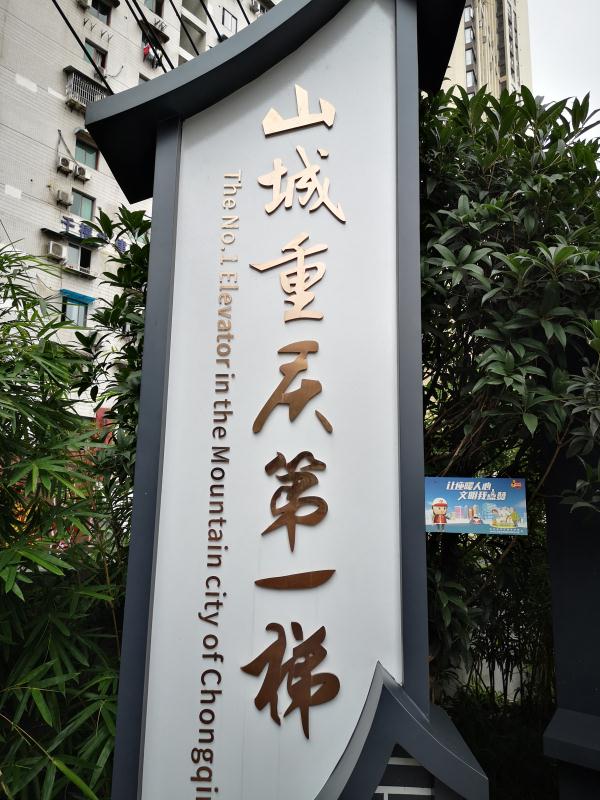 山城重庆第一梯
The No.1 Elevator in the Mountain city of Chongqi
让座暖人心
文明我点赞